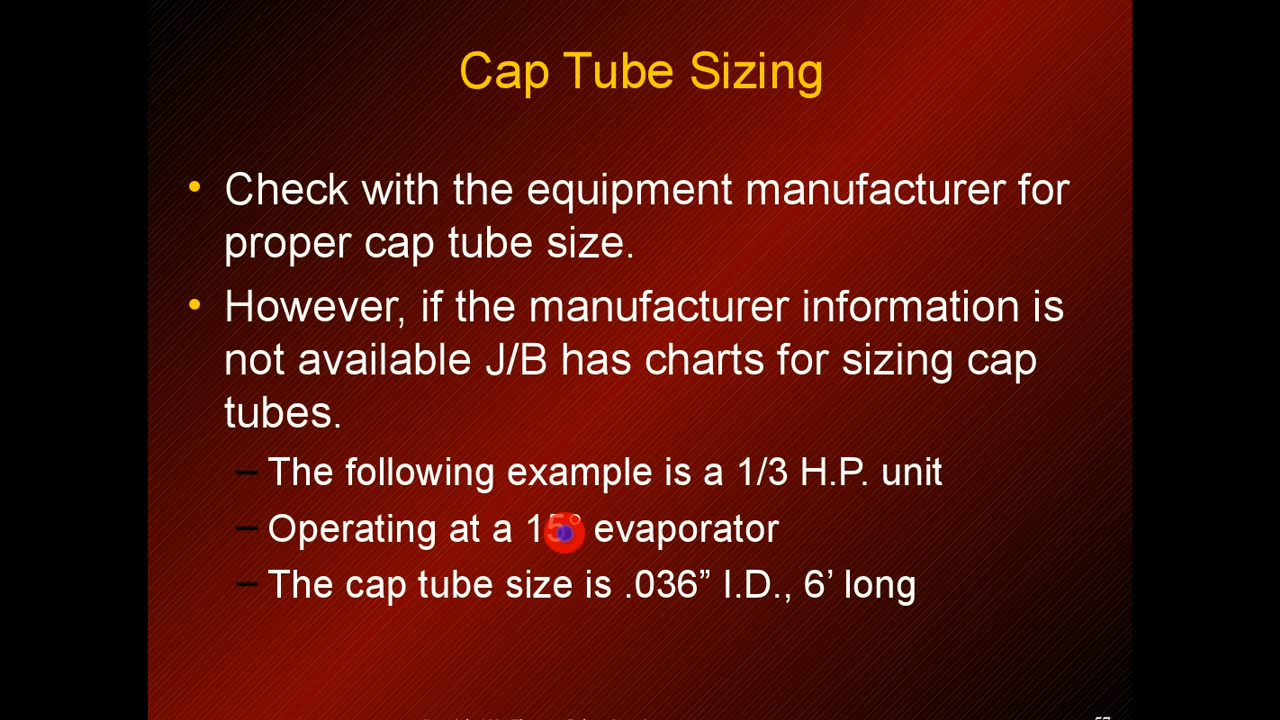 Cap Tube Sizing
• Check with the equipment manufacturer for
proper cap tube size.
• However, if the manufacturer information is
not available J/B has charts for sizing cap
tubes.
– The following example is a 1/3 H.P. unit
– Operating at a 15° evaporator
– The cap tube size is .036” I.D., 6’ long